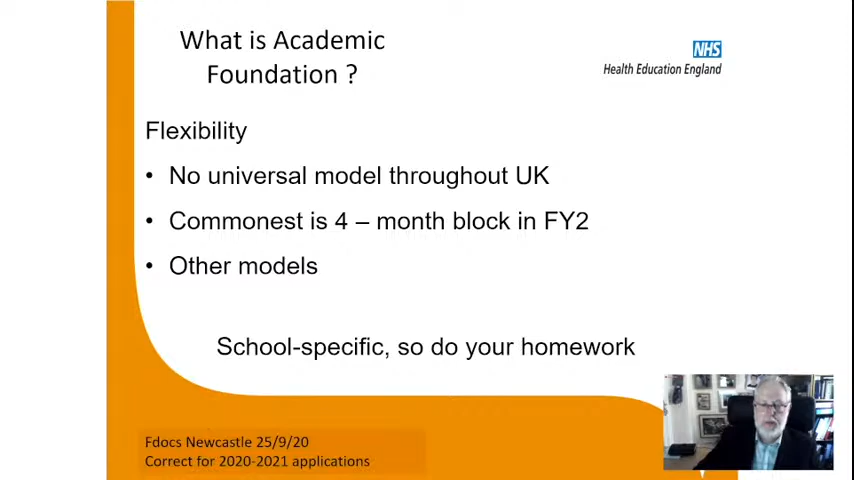 What is Academic
Foundation ?
NHS
Health Education England
Flexibility
• No universal model throughout UK
• Commonest is 4 – month block in FY2
• Other models
School-specific, so do your homework
Fdocs Newcastle 25/9/20
Correct for 2020-2021 applications